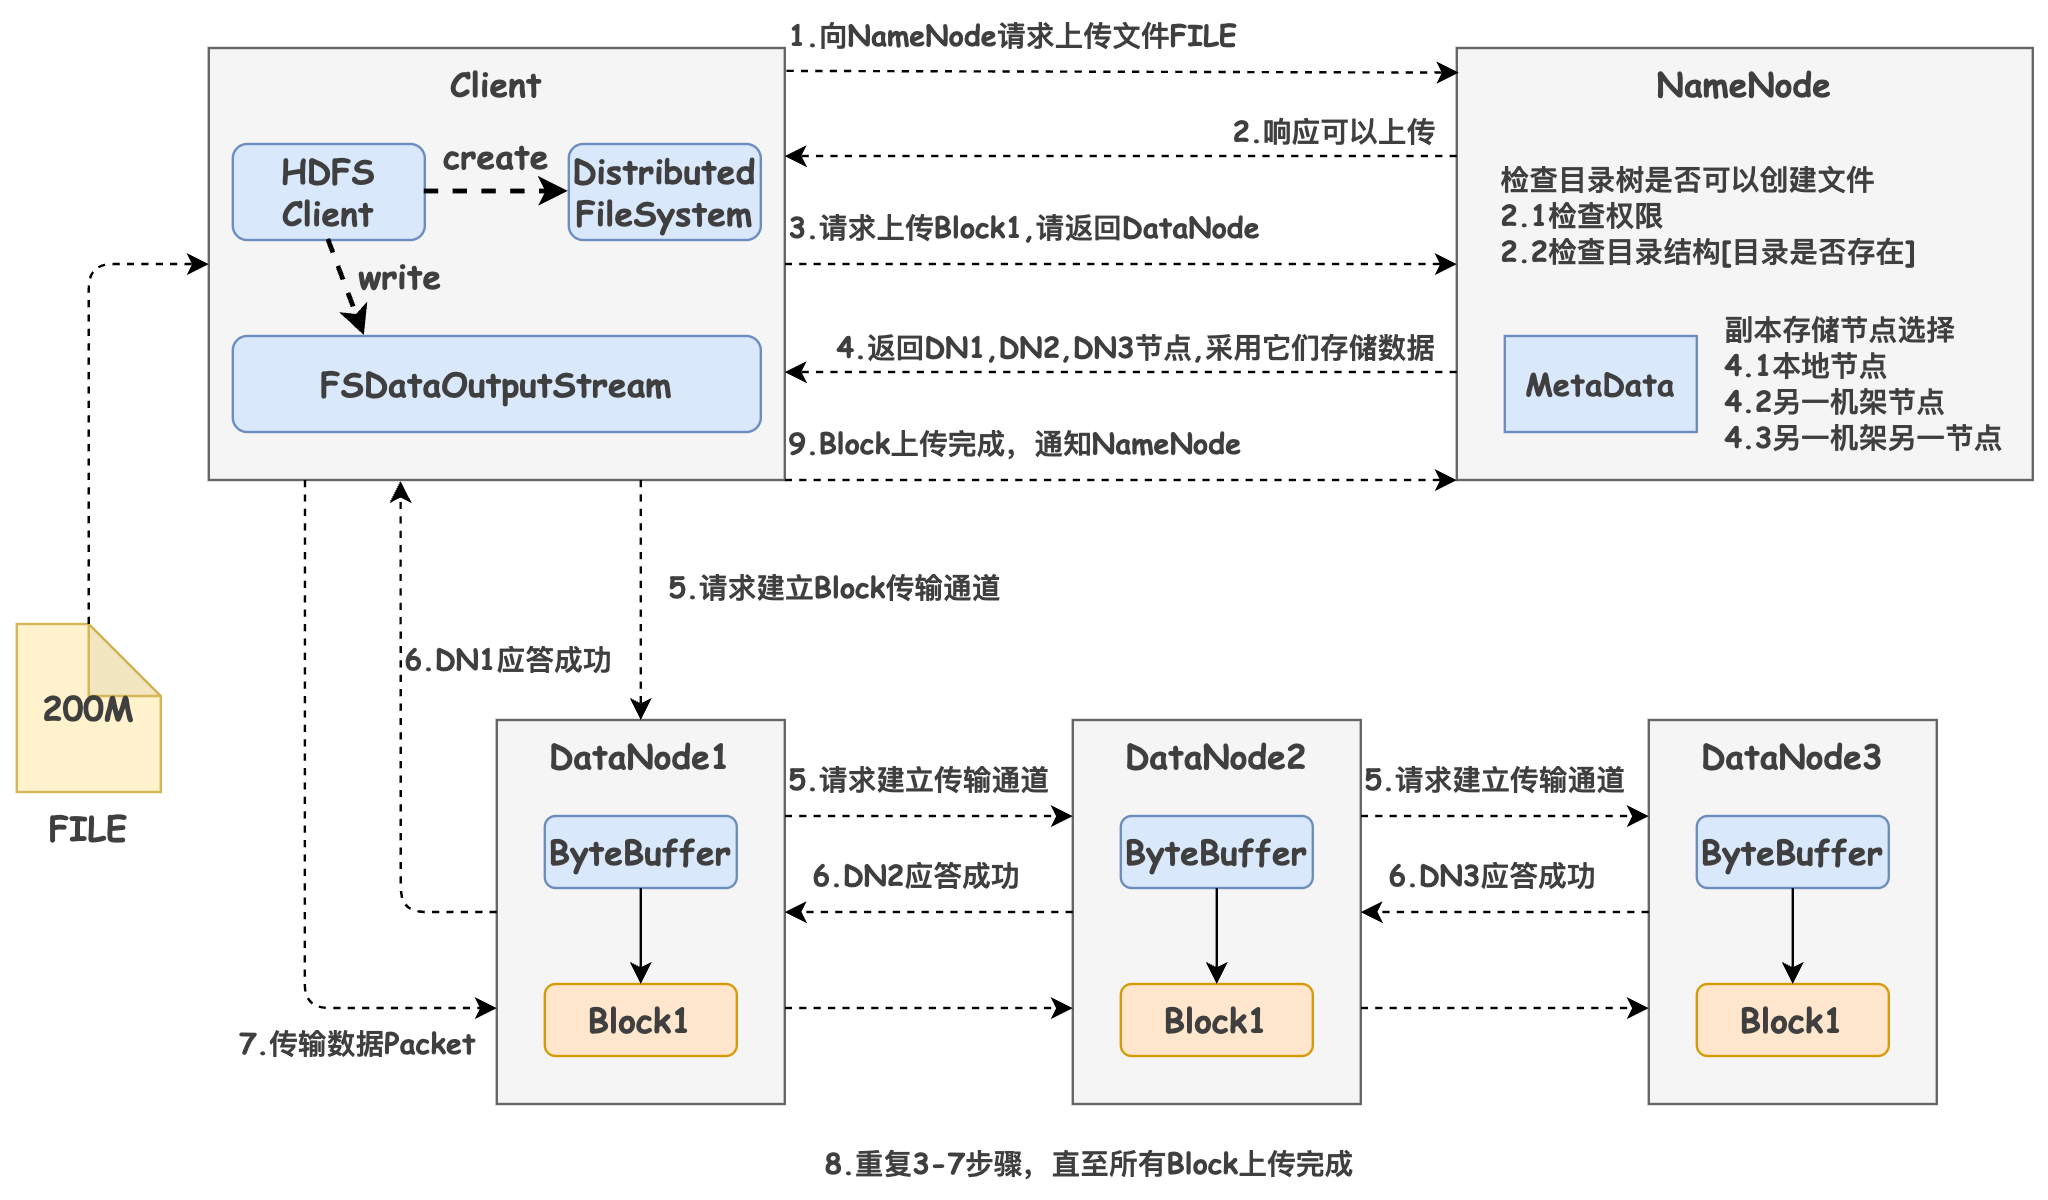 1.向NameNode请求上传文件FILE
Client
NameNode
2.响应可以上传
HDFS
Client
create
Distributed
FileSystem
检查目录树是否可以创建文件
2.1检查权限
2.2检查目录结构[目录是否存在]
3.请求上传Block1,请返回DataNode
write
4.返回DN1,DN2,DN3节点,采用它们存储数据
副本存储节点选择
4.1本地节点
4.2另一机架节点
4.3另一机架另一节点
MetaData
FSDataOutputStream
9.Block上传完成，通知NameNode
5.请求建立Block传输通道
6.DN1应答成功
200M
FILE
DataNode1
5.请求建立传输通道
DataNode2
5.请求建立传输通道
DataNode3
ByteBuffer
6.DN2应答成功
ByteBuffer
6.DN3应答成功
ByteBuffer
7.传输数据Packet
Block1
Block1
Block1
8.重复3-7步骤，直至所有Block上传完成